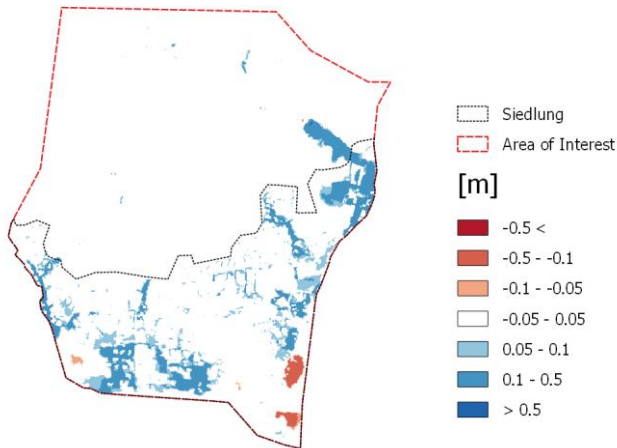 Siedlung
Area of Interest
[m]
-0.5 <
-0.5 - -0.1
-0.1 - -0.05
-0.05 - 0.05
0.05 - 0.1
0.1 - 0.5
> 0.5